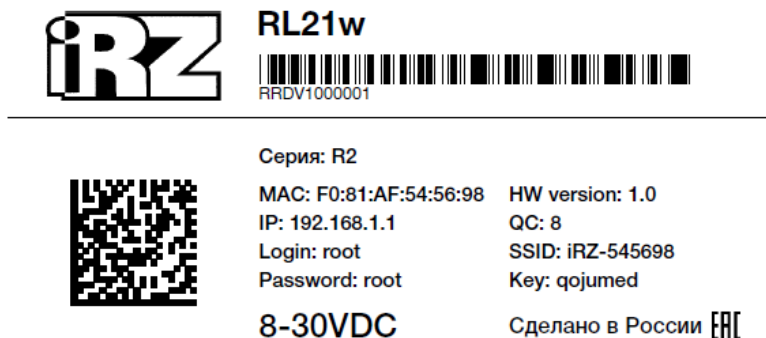 iRZ
RL21w
RRDV1000001
Серия: R2
MAC: F0:81:AF:54:56:98 HW version: 1.0
IP: 192.168.1.1 QC: 8
Login: root SSID: iRZ-545698
Password: root Key: qojumed
8-30VDC Сделано в России EAC